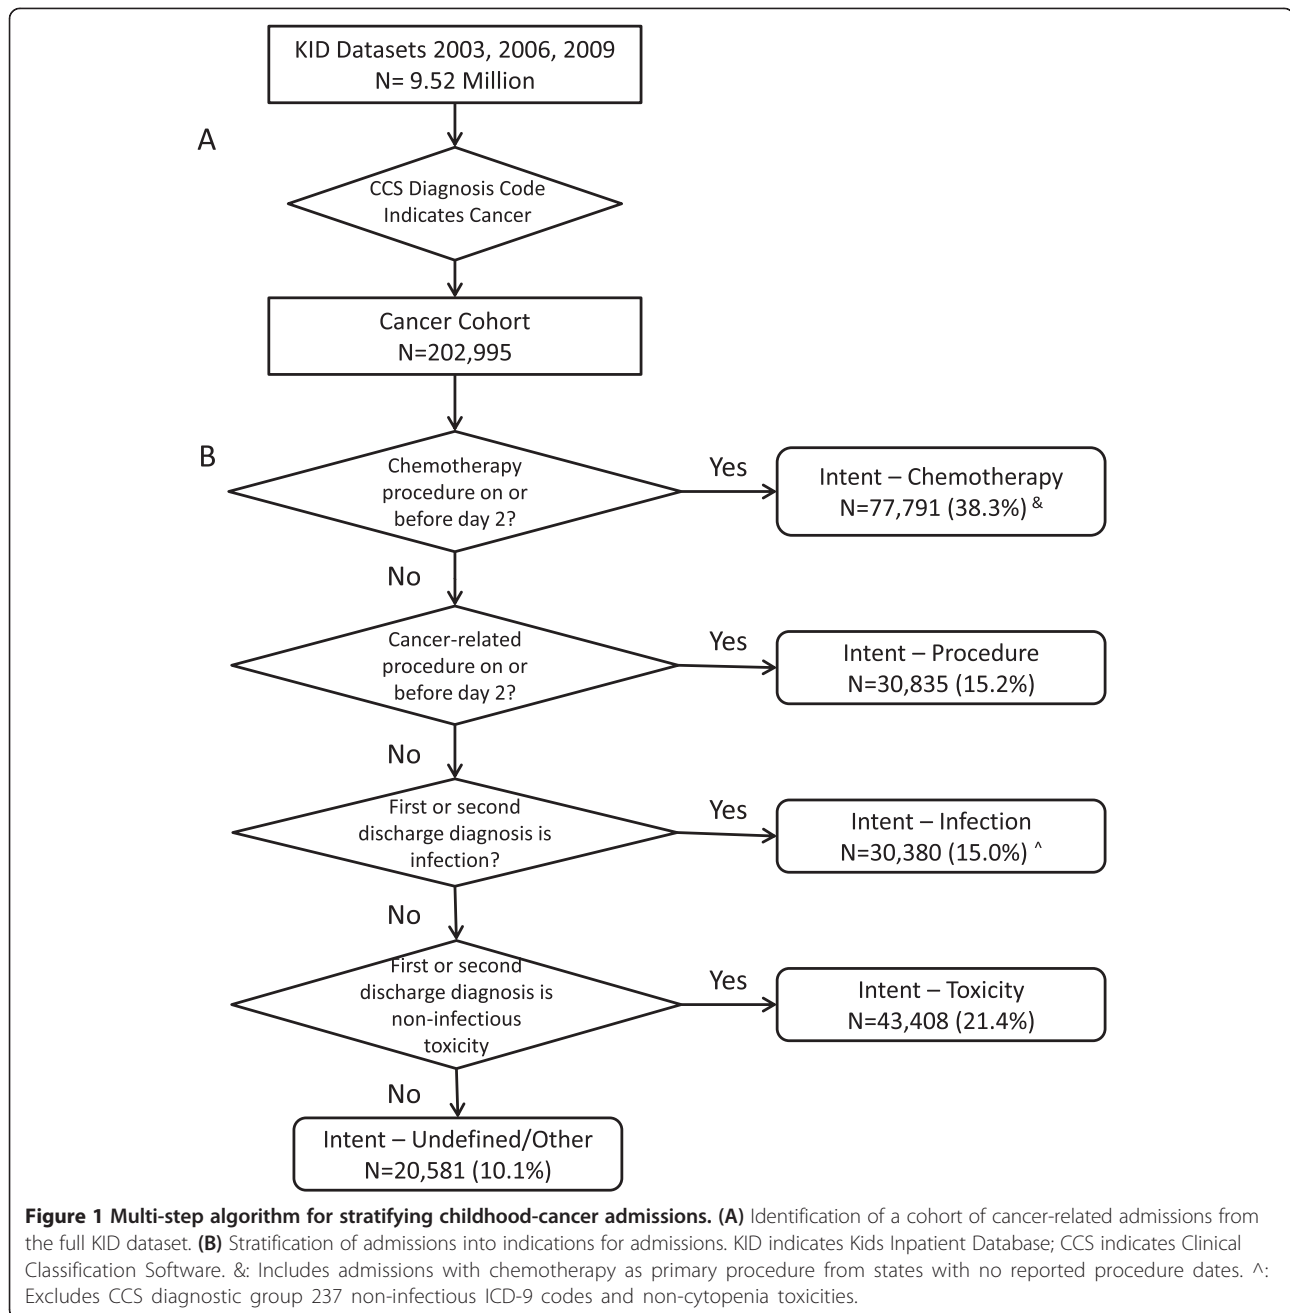 KID Datasets 2003, 2006, 2009
N= 9.52 Million
A
CCS Diagnosis Code
Indicates Cancer
Cancer Cohort
N=202,995
B
Chemotherapy
procedure on or
before day 2?
Yes
Intent – Chemotherapy
N=77,791 (38.3%) &
No
Cancer-related
procedure on or
before day 2?
Yes
Intent – Procedure
N=30,835 (15.2%)
No
First or second
discharge diagnosis is
infection?
Yes
Intent – Infection
N=30,380 (15.0%) ^
No
First or second
discharge diagnosis is
non-infectious
toxicity
Yes
Intent – Toxicity
N=43,408 (21.4%)
No
Intent – Undefined/Other
N=20,581 (10.1%)
Figure 1 Multi-step algorithm for stratifying childhood-cancer admissions. (A) Identification of a cohort of cancer-related admissions from
the full KID dataset. (B) Stratification of admissions into indications for admissions. KID indicates Kids Inpatient Database; CCS indicates Clinical
Classification Software. &: Includes admissions with chemotherapy as primary procedure from states with no reported procedure dates. ^:
Excludes CCS diagnostic group 237 non-infectious ICD-9 codes and non-cytopenia toxicities.